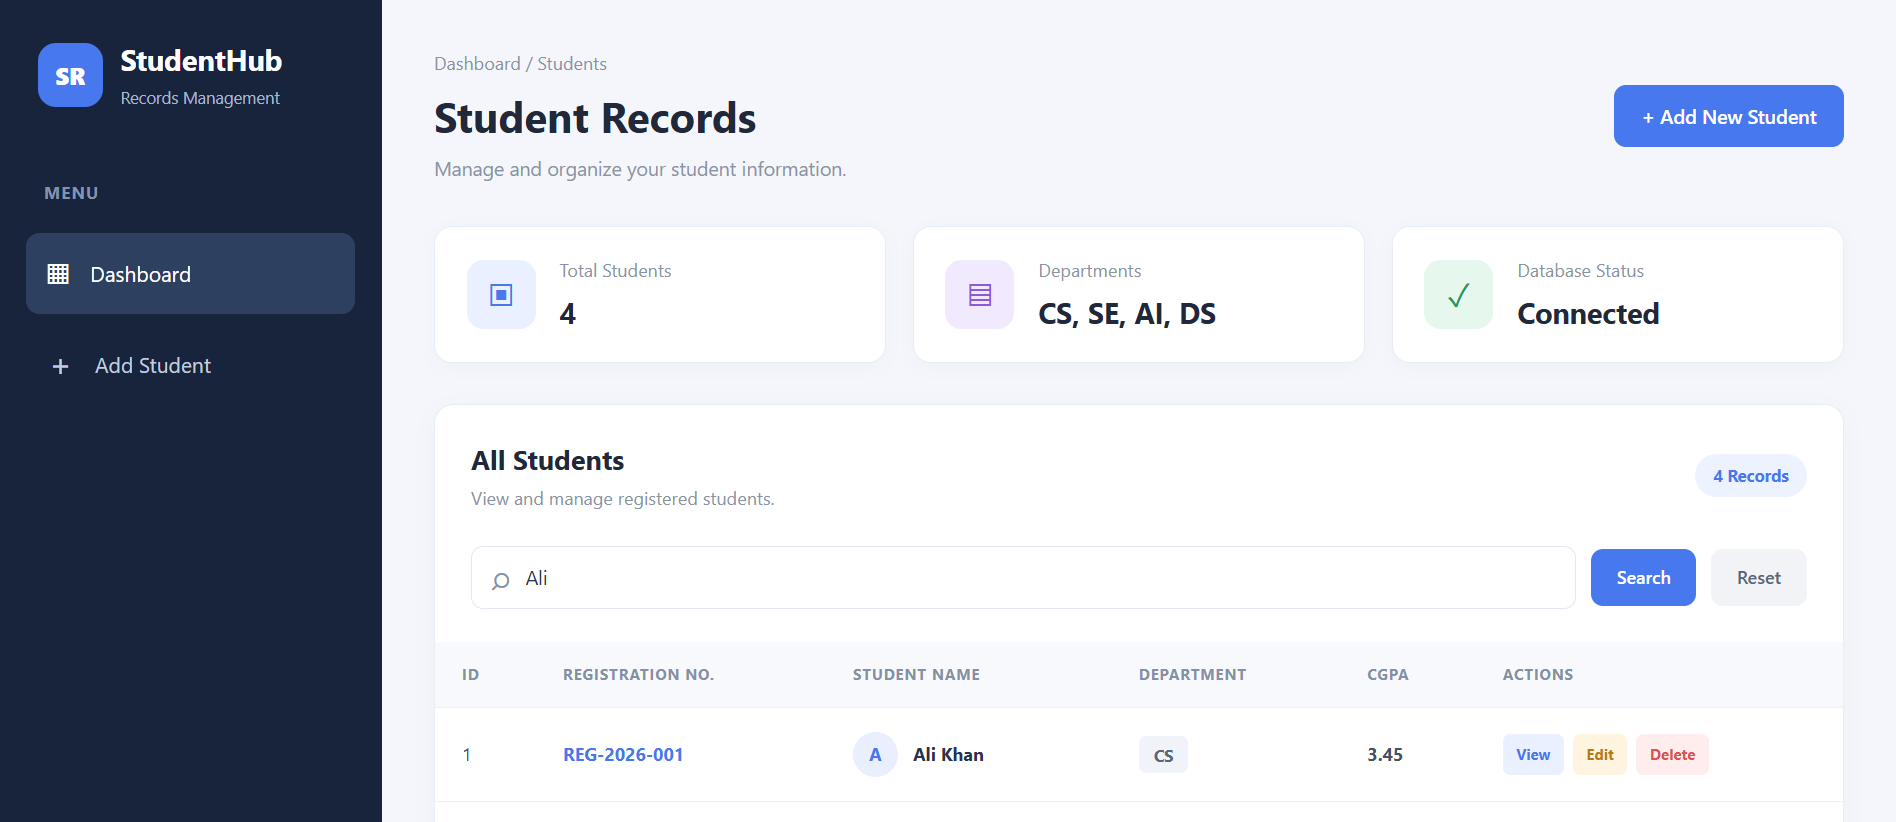 SR
StudentHub
Records Management
MENU
Dashboard
+ Add Student
Dashboard / Students
Student Records
Manage and organize your student information.
+ Add New Student
Total Students
4
Departments
CS, SE, AI, DS
Database Status
Connected
All Students
View and manage registered students.
4 Records
Ali
Search
Reset
ID REGISTRATION NO. STUDENT NAME DEPARTMENT CGPA ACTIONS
1 REG-2026-001 A Ali Khan CS 3.45 View Edit Delete